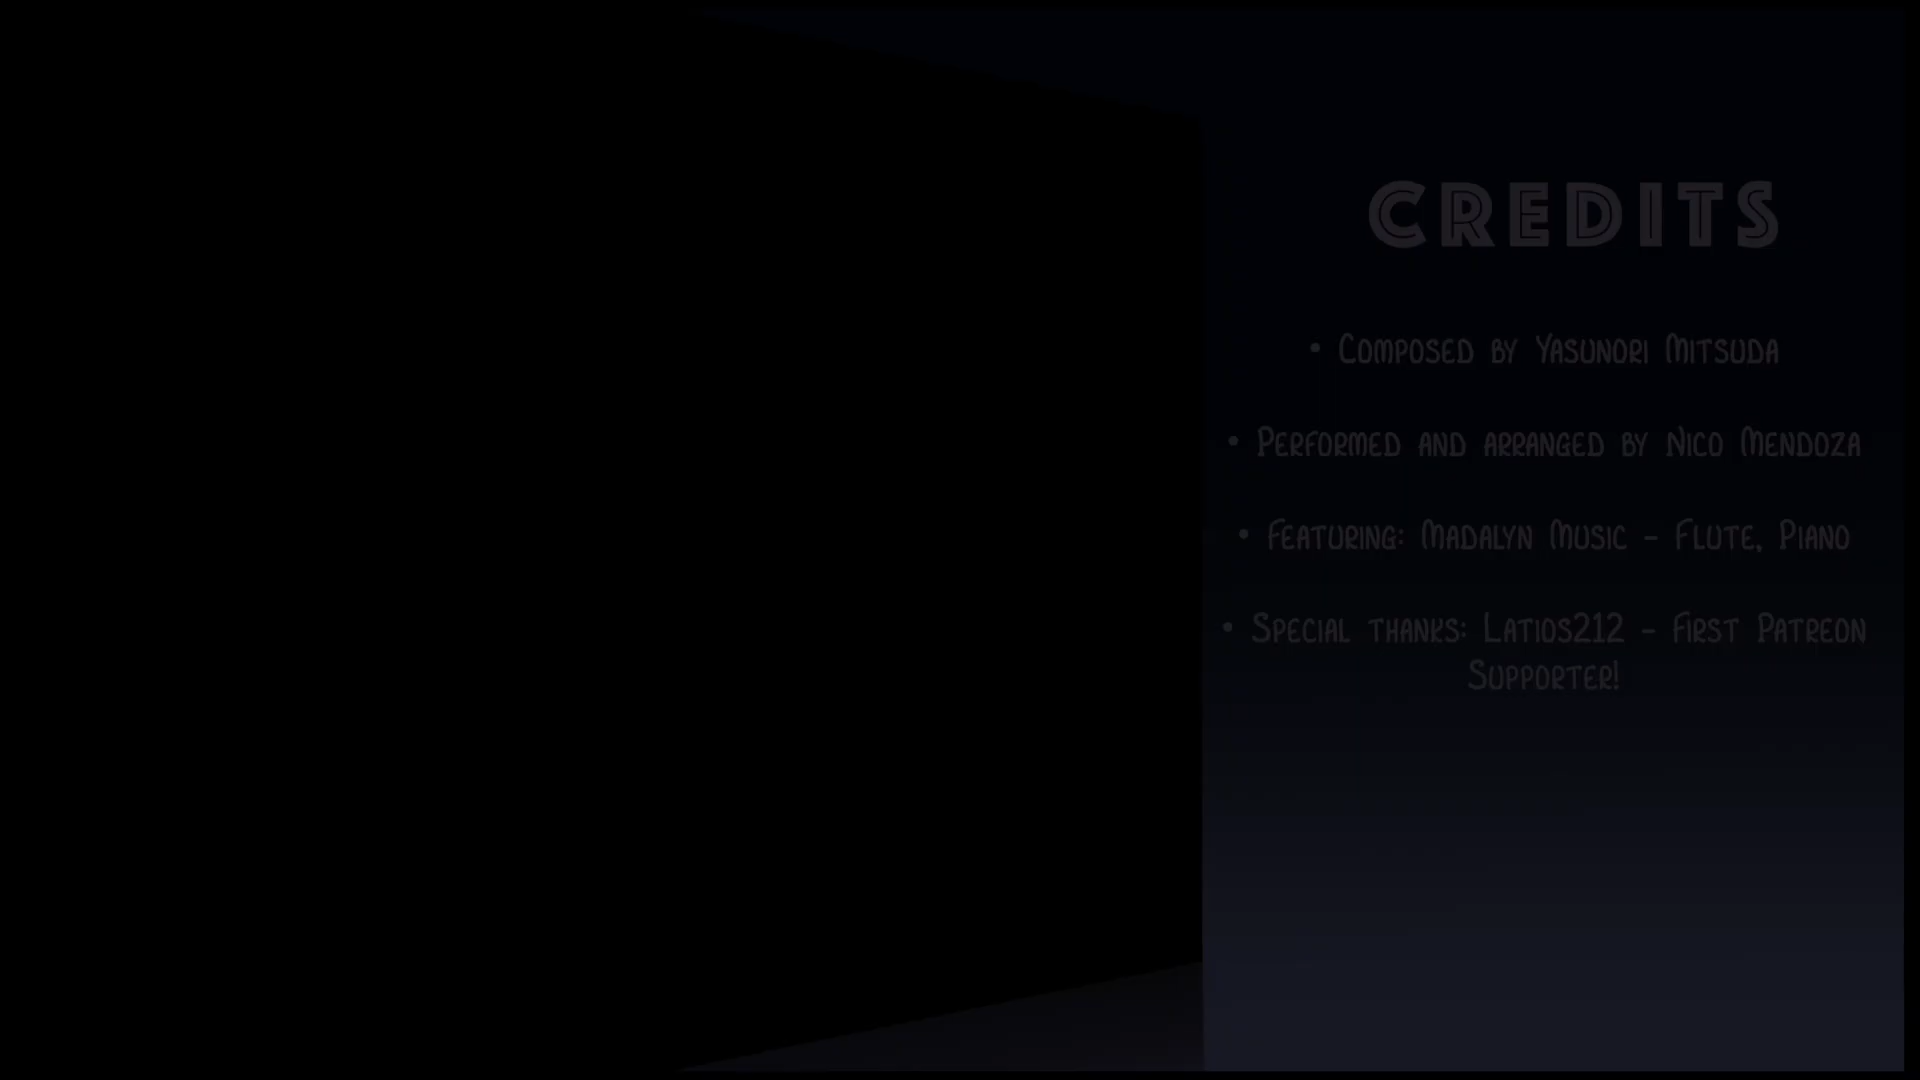 CREDITS
• Composed by Yasunori Mitsuda
• Performed and arranged by Nico Mendoza
• Featuring: Madalyn Music - Flute, Piano
• Special thanks: Latios212 - First Patreon
Supporter!